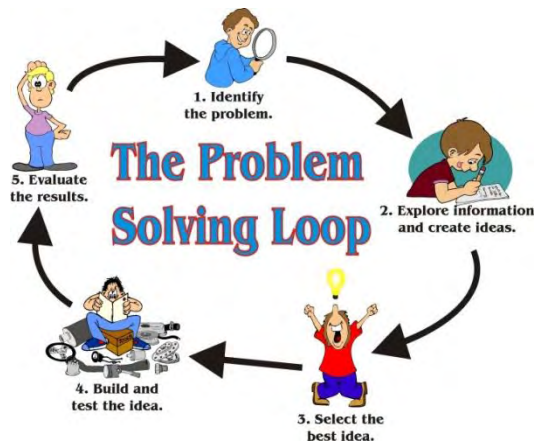 The Problem
Solving Loop
1. Identify
the problem.
2. Explore information
and create ideas.
3. Select the
best idea.
4. Build and
test the idea.
5. Evaluate
the results.